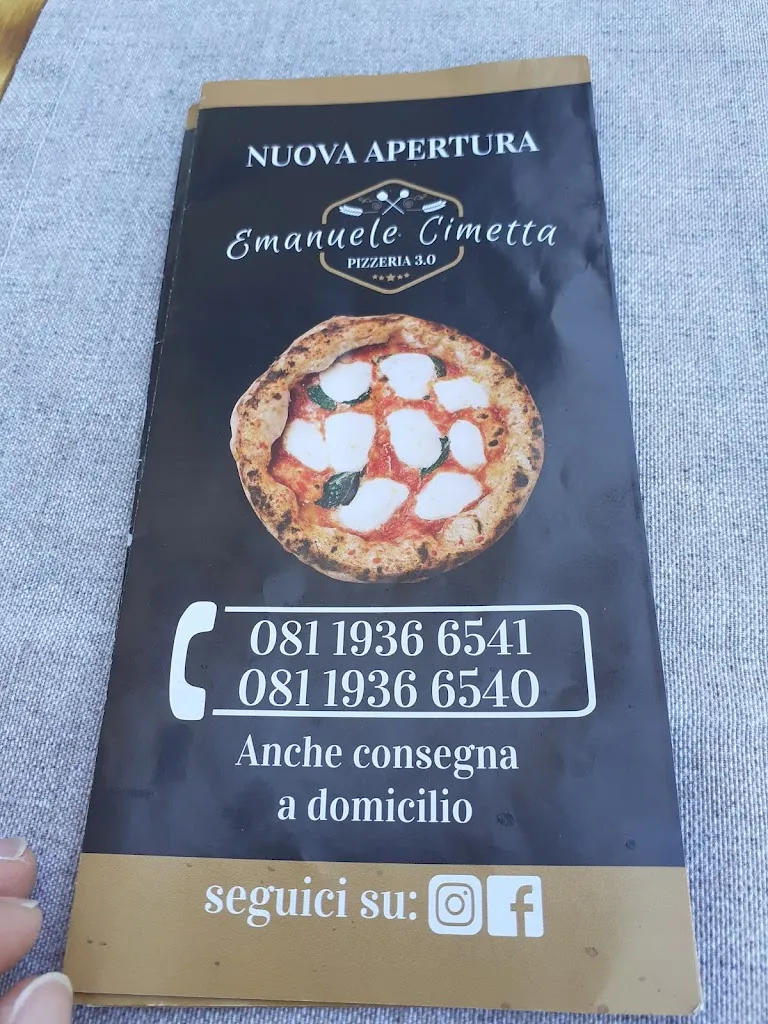 NUOVA APERTURA
Emanuele Cimetta
PIZZERIA 3.0
081 1936 6541
081 1936 6540
Anche consegna
a domicilio
seguici su: